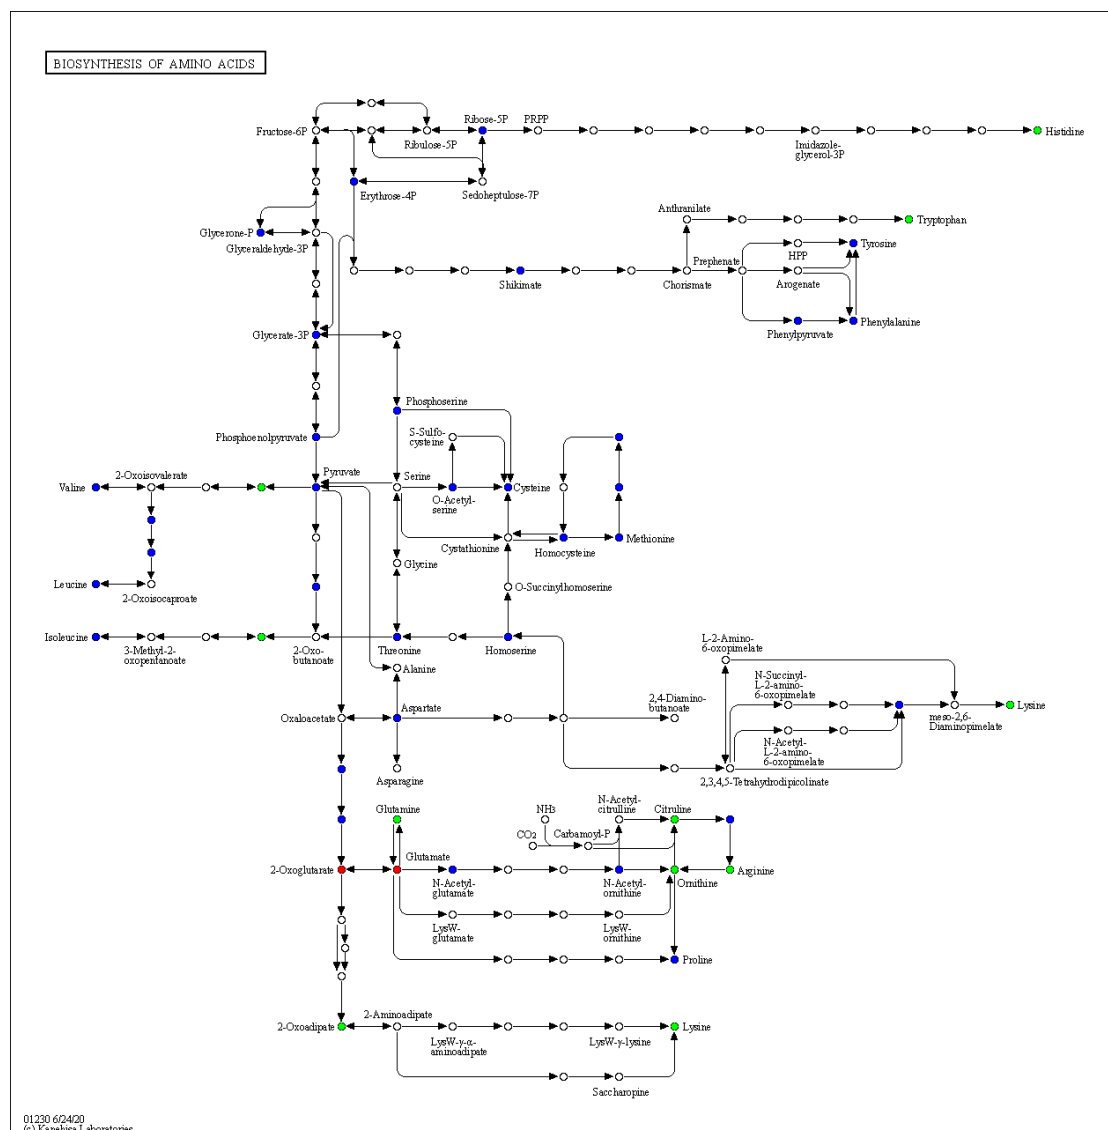 BIOSYNTHESIS OF AMINO ACIDS
Fructose-6P
Ribulose-5P
Ribose-5P
PRPP
Imidazole-
glycerol-3P
Histidine
Erythrose-4P
Sedoheptulose-7P
Glycerone-P
Glyceraldehyde-3P
Anthranilate
Tryptophan
Prephenate
HPP
Tyrosine
Shikimate
Chorismate
Arogenate
Phenylpyruvate
Phenylalanine
Glycerate-3P
Phosphoserine
Phosphoenolpyruvate
S-Sulfo-
cysteine
2-Oxoisovalerate
Valine
Pyruvate
Serine
O-Acetyl-
serine
Cysteine
Cystathionine
Homocysteine
Methionine
Glycine
Leucine
2-Oxoisocaproate
O-Succinylhomoserine
Isoleucine
3-Methyl-2-
oxopentanoate
2-Oxo-
butanoate
Threonine
Homoserine
Alanine
L-2-Amino-
6-oxopimelate
N-Succinyl-
L-2-amino-
6-oxopimelate
2,4-Diamino-
butanoate
Oxaloacetate
Aspartate
meso-2,6-
Diaminopimelate
Lysine
N-Acetyl-
L-2-amino-
6-oxopimelate
Asparagine
2,3,4,5-Tetrahydrodipicolinate
Glutamine
NH3
N-Acetyl-
citrulline
Citruline
CO2
Carbamoyl-P
2-Oxoglutarate
Glutamate
N-Acetyl-
glutamate
N-Acetyl-
ornithine
Ornithine
Arginine
LysW-
glutamate
LysW-
ornithine
Proline
2-Oxoadipate
2-Aminoadipate
LysW-γ-α-
aminoadipate
LysW-γ-lysine
Lysine
Saccharopine
01230 6/24/20
(c) Kanehisa Laboratories